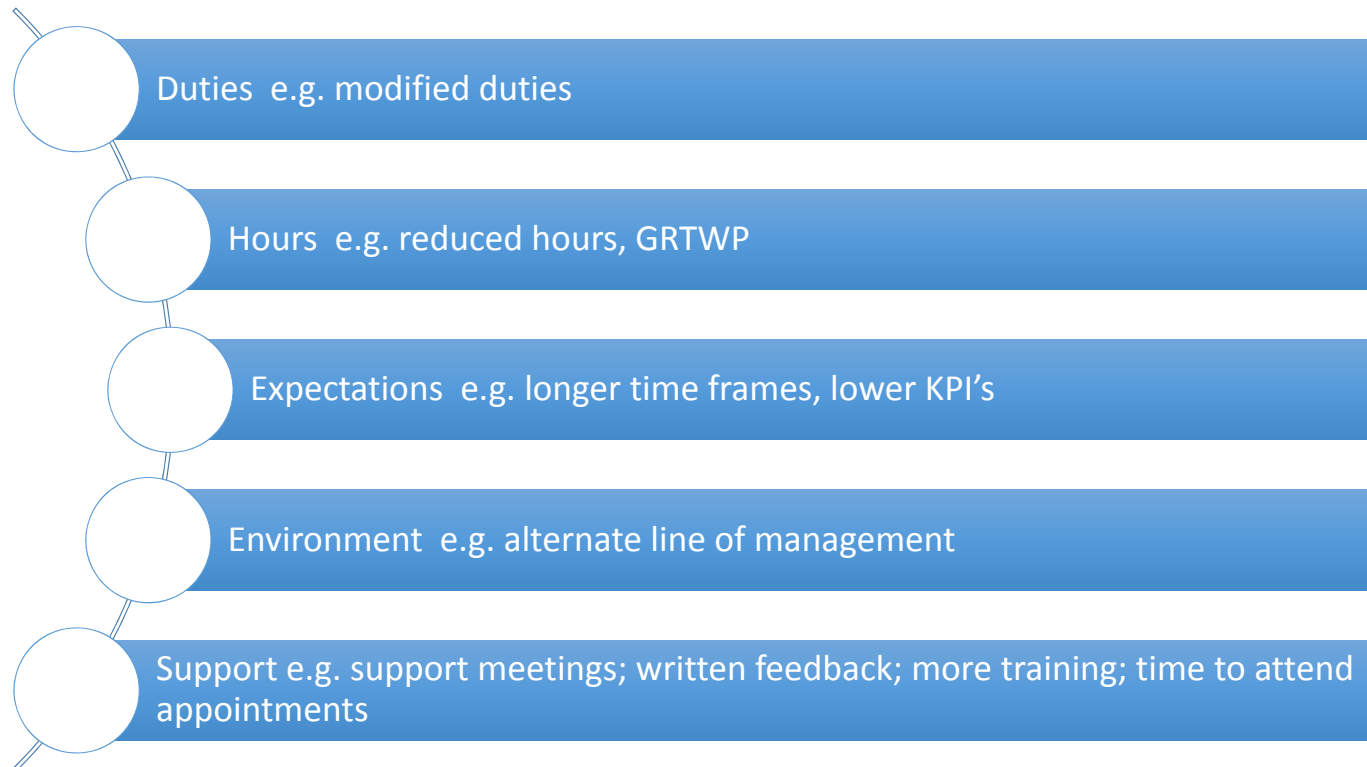 Duties  e.g. modified duties
Hours  e.g. reduced hours, GRTWP
Expectations  e.g. longer time frames, lower KPI’s
Environment  e.g. alternate line of management
Support e.g. support meetings; written feedback; more training; time to attend
appointments